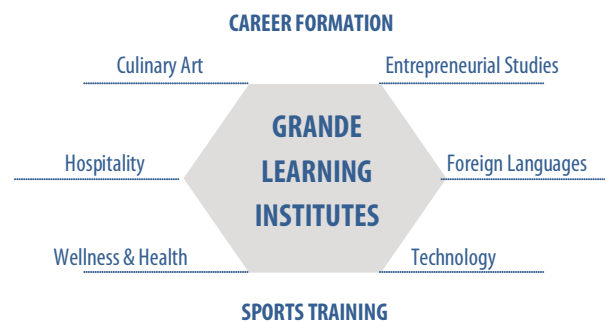 CAREER FORMATION
Culinary Art
Entrepreneurial Studies
GRANDE
LEARNING
INSTITUTES
Hospitality
Foreign Languages
Wellness & Health
Technology
SPORTS TRAINING